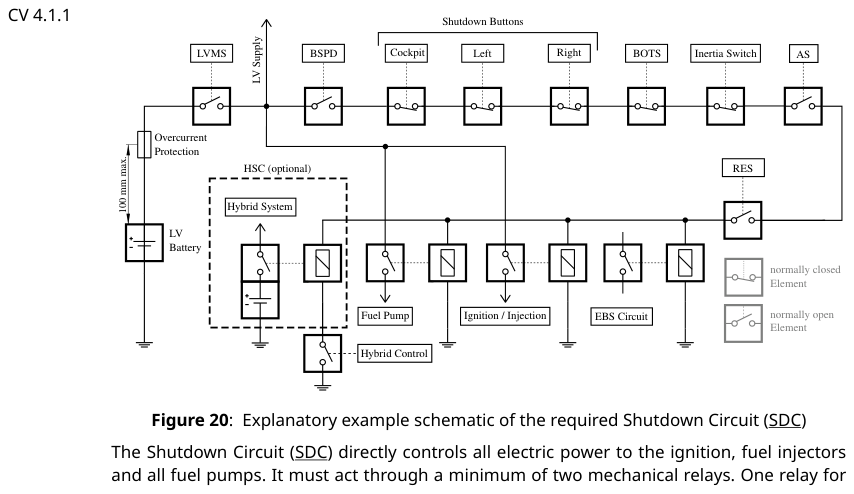 CV 4.1.1
Shutdown Buttons
LV Supply
LVMS
BSPD
Cockpit
Left
Right
BOTS
Inertia Switch
AS
Overcurrent
Protection
100 mm max.
HSC (optional)
RES
Hybrid System
LV
Battery
normally closed
Element
Fuel Pump
Ignition / Injection
EBS Circuit
normally open
Element
Hybrid Control
Figure 20: Explanatory example schematic of the required Shutdown Circuit (SDC)
The Shutdown Circuit (SDC) directly controls all electric power to the ignition, fuel injectors
and all fuel pumps. It must act through a minimum of two mechanical relays. One relay for